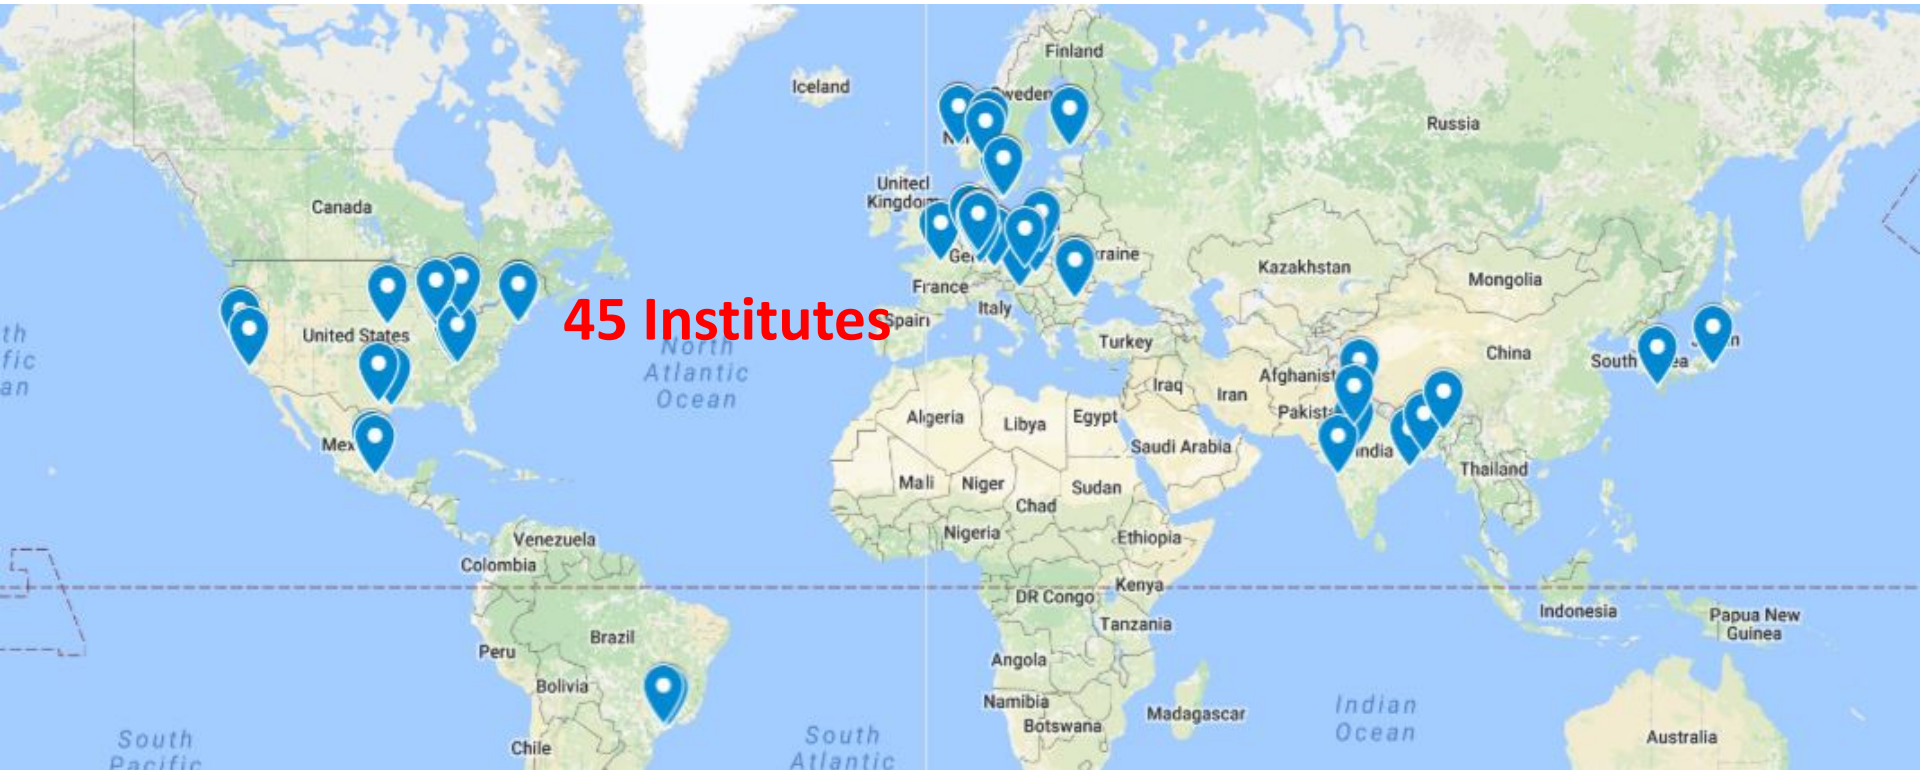 Finland
Iceland
Sweden
Russia
United
Kingdom
Canada
Ukraine
Kazakhstan
Mongolia
France
Italy
45 Institutes
Spain
United States
North
Atlantic
Ocean
Turkey
China
South
Afghanist
Iraq
Iran
Pakist
Algeria
Libya
Egypt
Saudi Arabia
Mex
India
Thailand
Mali
Niger
Chad
Sudan
Nigeria
Ethiopia
Venezuela
Colombia
Kenya
DR Congo
Tanzania
Indonesia
Papua New
Guinea
Brazil
Peru
Angola
Bolivia
Namibia
Botswana
Madagascar
Indian
Ocean
Chile
South
Pacific
South
Atlantic
Australia